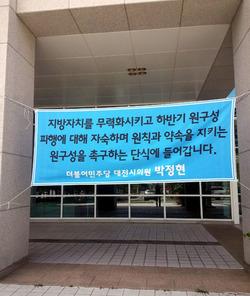 지방자치를 무력화시키고 하반기 원구성
파행에 대해 자숙하며 원칙과 약속을 지키는
원구성을 촉구하는 단식에 들어갑니다.
더불어민주당 대전시의원 박정현